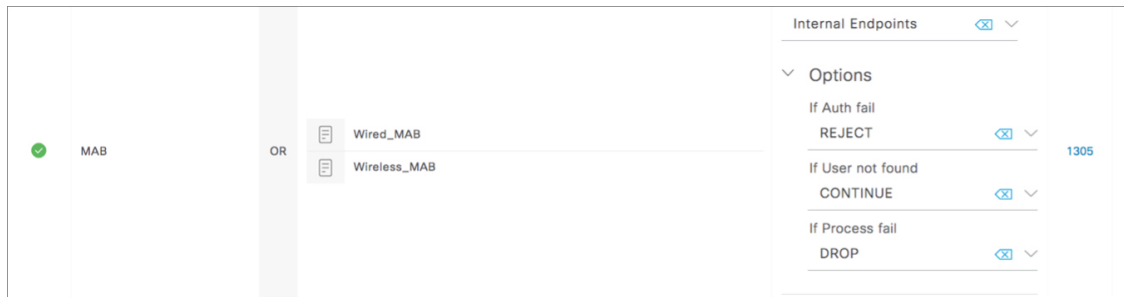 Internal Endpoints
Options
If Auth fail
REJECT
MAB
OR
Wired_MAB
Wireless_MAB
1305
If User not found
CONTINUE
If Process fail
DROP